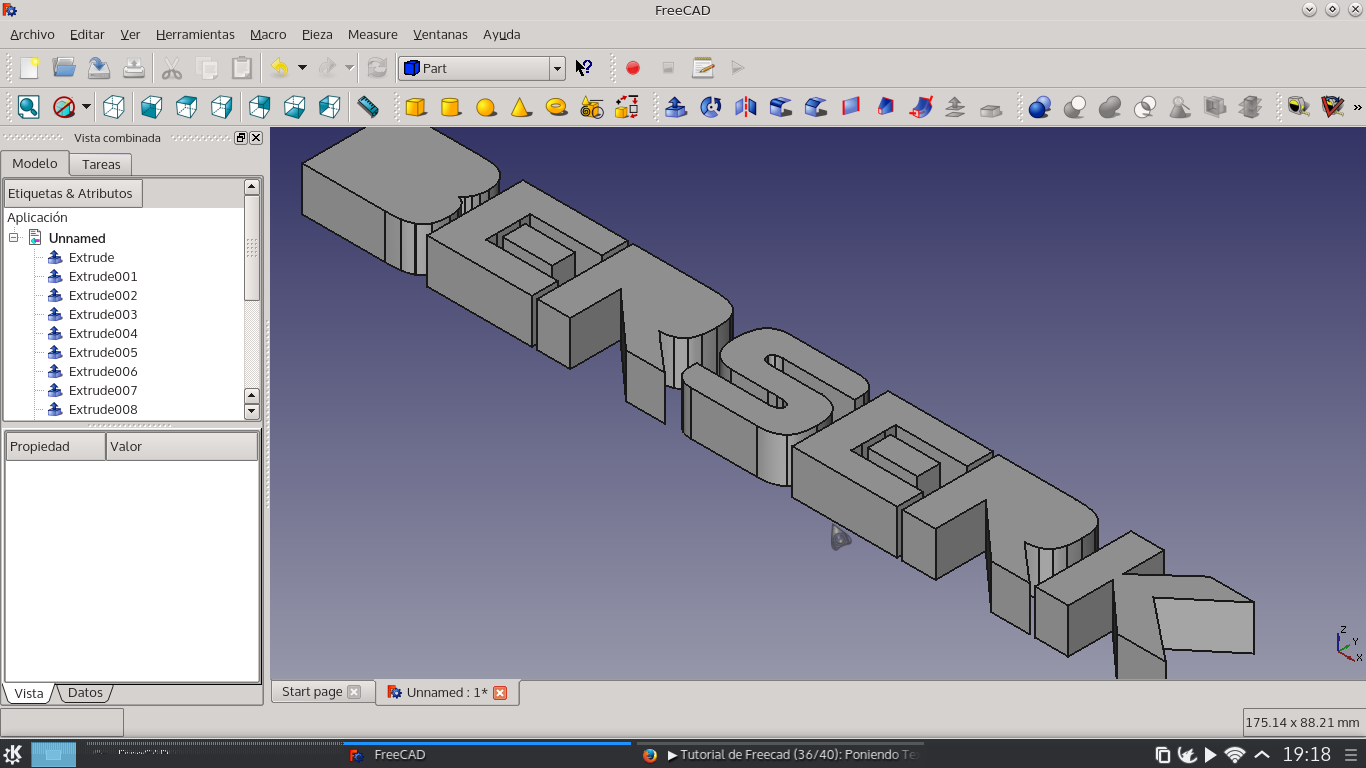 FreeCAD
Archivo Editar Ver Herramientas Macro Pieza Measure Ventanas Ayuda
Part
Vista combinada
Modelo Tareas
Etiquetas & Atributos
Aplicación
Unnamed
Extrude
Extrude001
Extrude002
Extrude003
Extrude004
Extrude005
Extrude006
Extrude007
Extrude008
Propiedad Valor
Vista Datos
BERSERK
Z
Y
X
Start page Unnamed : 1*
175.14 x 88.21 mm
FreeCAD
Tutorial de Freecad (36/40): Poniendo
19:18